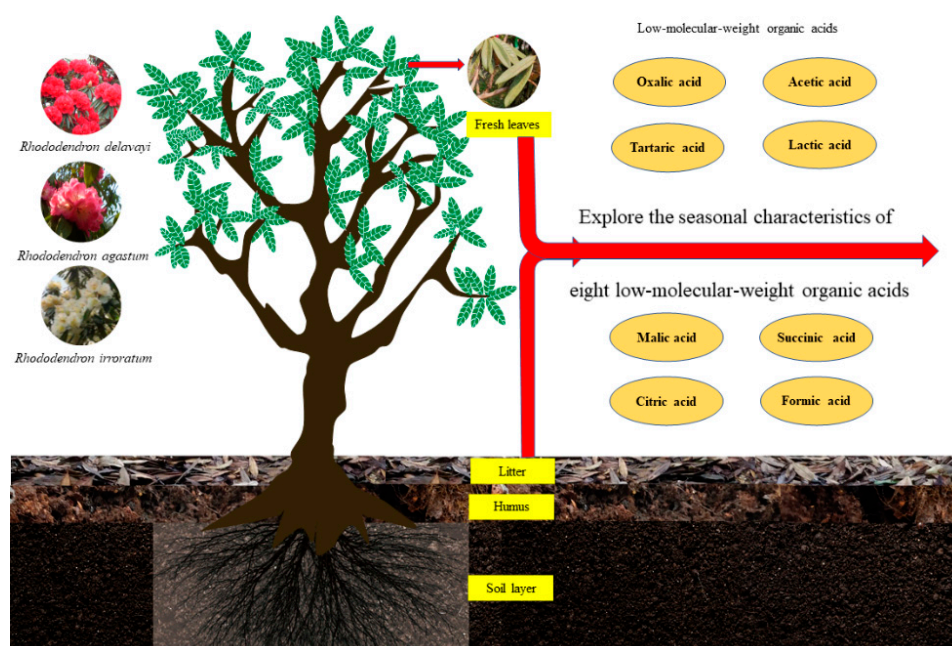 Low-molecular-weight organic acids
Oxalic acid
Acetic acid
Fresh leaves
Rhododendron delavayi
Tartaric acid
Lactic acid
Explore the seasonal characteristics of
Rhododendron agastum
eight low-molecular-weight organic acids
Malic acid
Succinic acid
Rhododendron irroratum
Citric acid
Formic acid
Litter
Humus
Soil layer